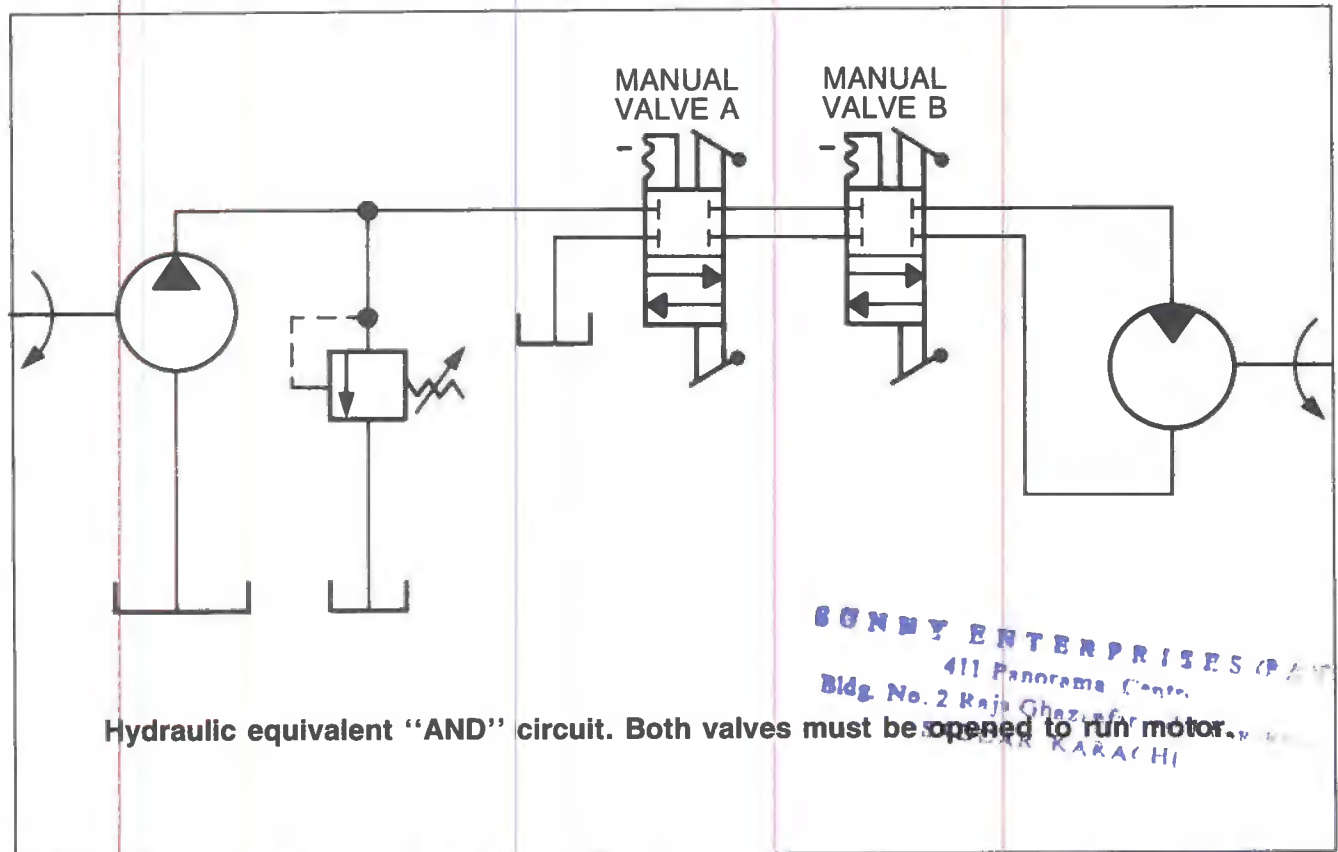 MANUAL
VALVE A
MANUAL
VALVE B
SUNNY ENTERPRISES
411 Panorama
Bldg. No. 2 Raja
Hydraulic equivalent “AND” circuit. Both valves must be opened to run motor.
KARACHI